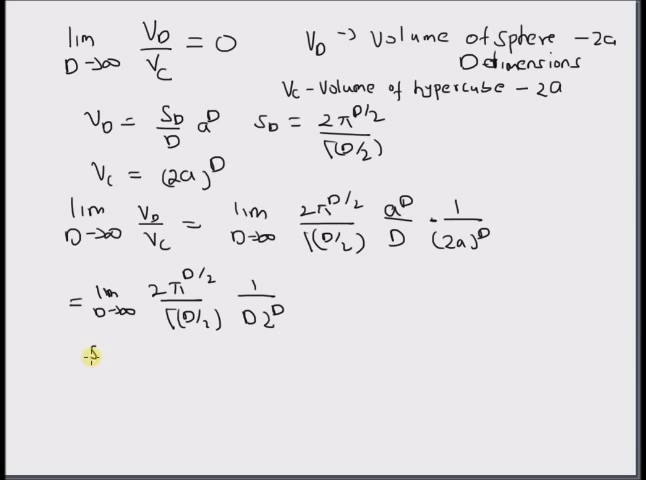 lim D→∞ V_D/V_C = 0    V_D → Volume of sphere - 2a
D dimensions
V_C - Volume of hypercube - 2a
V_D = S_D/D a^D    S_D = 2π^{D/2}/Γ(D/2)
V_C = (2a)^D
lim D→∞ V_D/V_C = lim D→∞ 2π^{D/2}/Γ(D/2) a^D/D · 1/(2a)^D
= lim D→∞ 2π^{D/2}/Γ(D/2) 1/D2^D